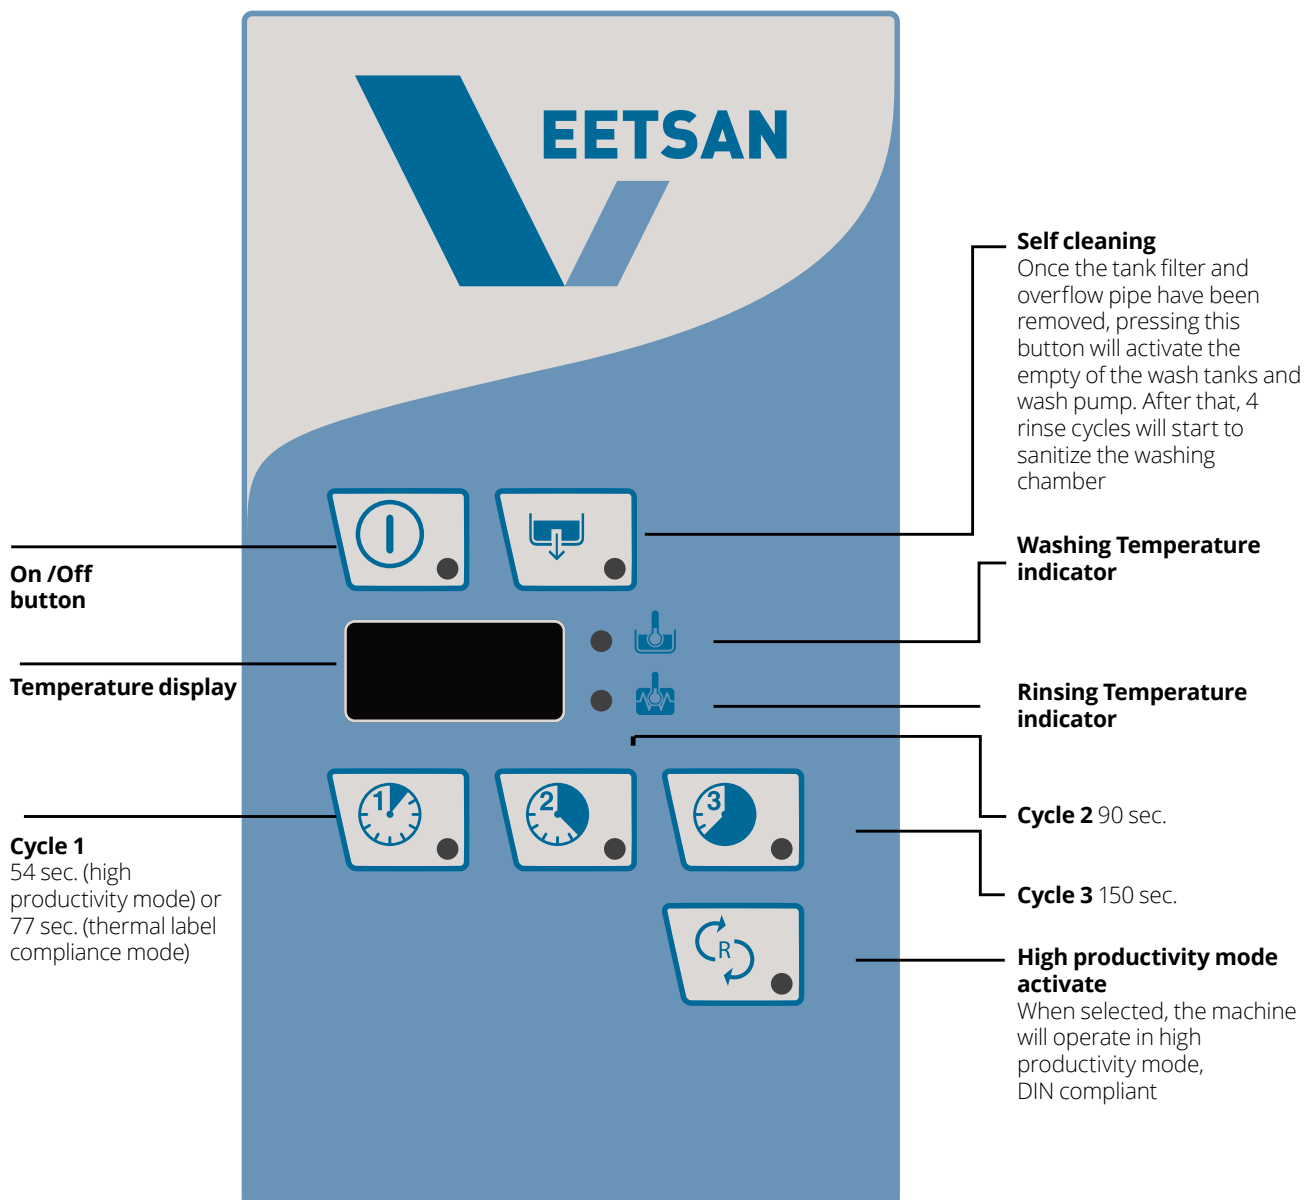 VEETSAN
Self cleaning
Once the tank filter and
overflow pipe have been
removed, pressing this
button will activate the
empty of the wash tanks and
wash pump. After that, 4
rinse cycles will start to
sanitize the washing
chamber
On /Off
button
Washing Temperature
indicator
Temperature display
Rinsing Temperature
indicator
1
2
3
Cycle 1
54 sec. (high
productivity mode) or
77 sec. (thermal label
compliance mode)
Cycle 2 90 sec.
Cycle 3 150 sec.
R
High productivity mode
activate
When selected, the machine
will operate in high
productivity mode,
DIN compliant